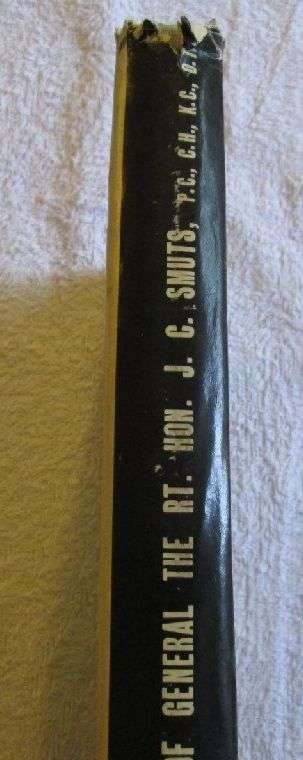 OF GENERAL THE RT. HON. J. C. SMUTS, P.C., C.H., K.C., D.T.